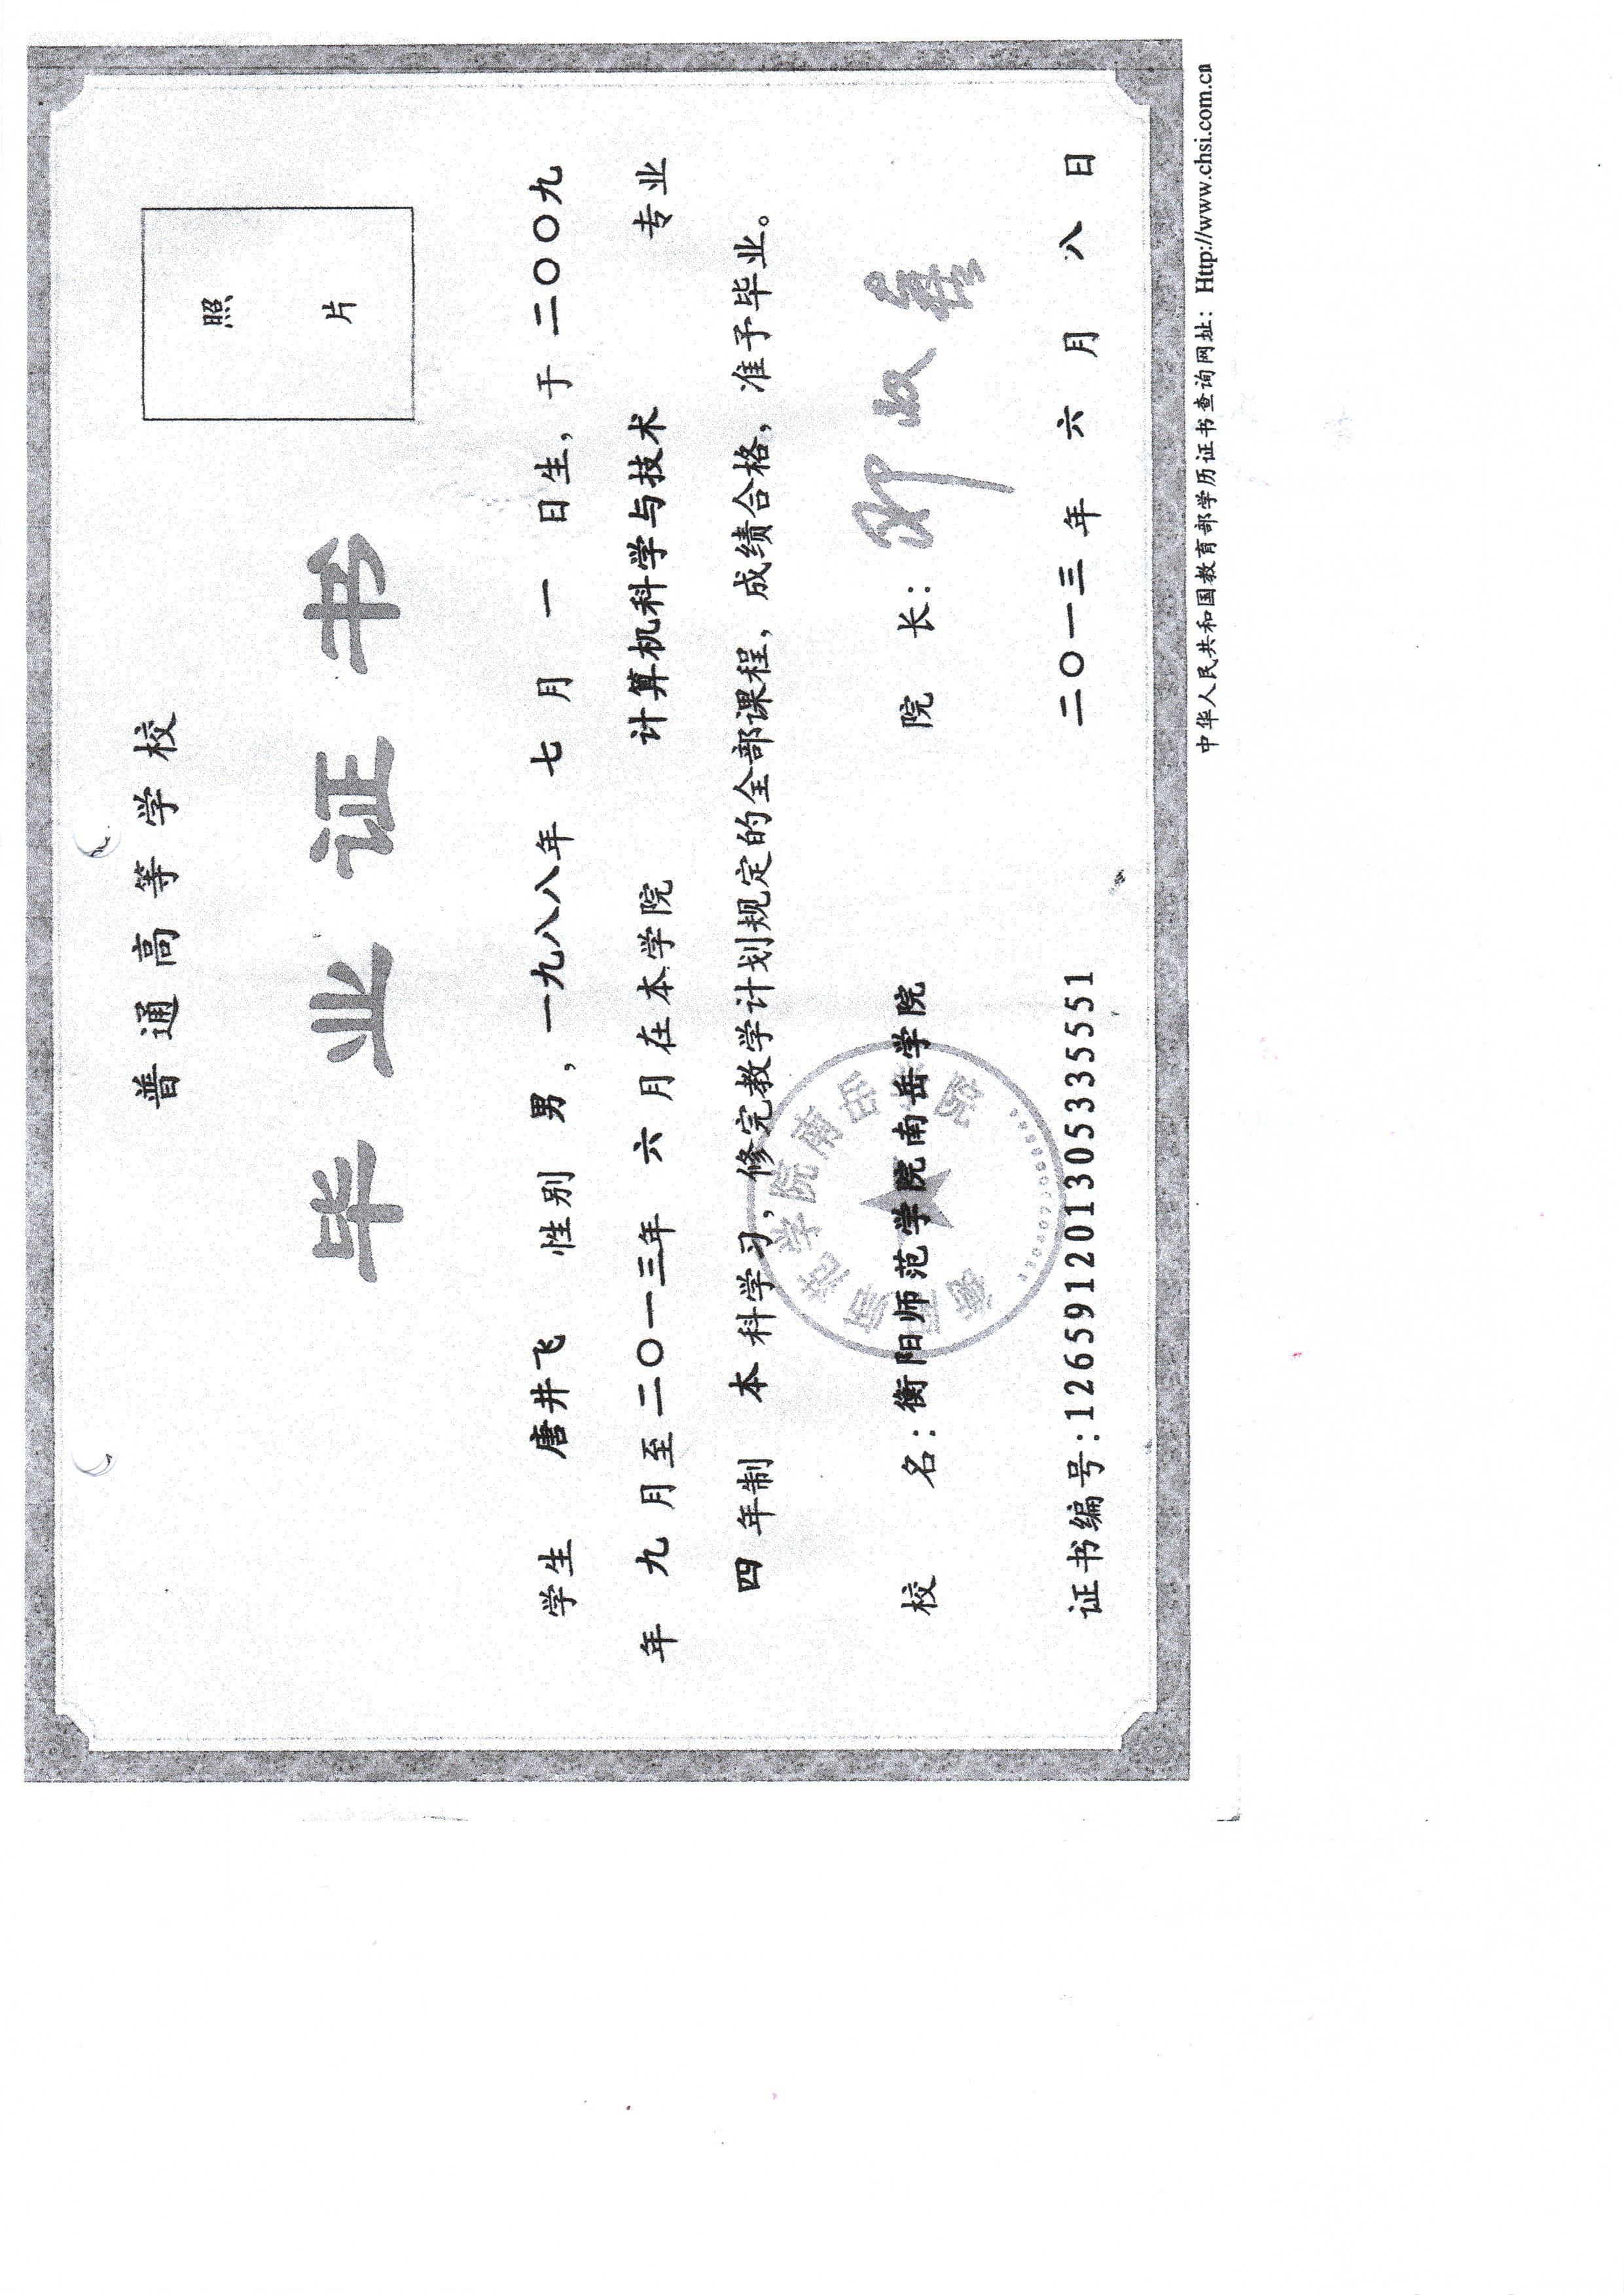 普通高等学校
毕业证书
照
片
学生 唐井飞 性别 男,一九八八年 七 月 一 日生,于二〇〇九
年 九 月至二〇一三年 六 月在本学院 计算机科学与技术 专业
四 年制 本 科学习,修完教学计划规定的全部课程,成绩合格,准予毕业。
校 名:衡阳师范学院南岳学院 院 长:
衡阳师范学院南岳学院
证书编号:126591201305335551 二〇一三 年 六 月 八 日
中华人民共和国教育部学历证书查询网址:Http://www.chsi.com.cn